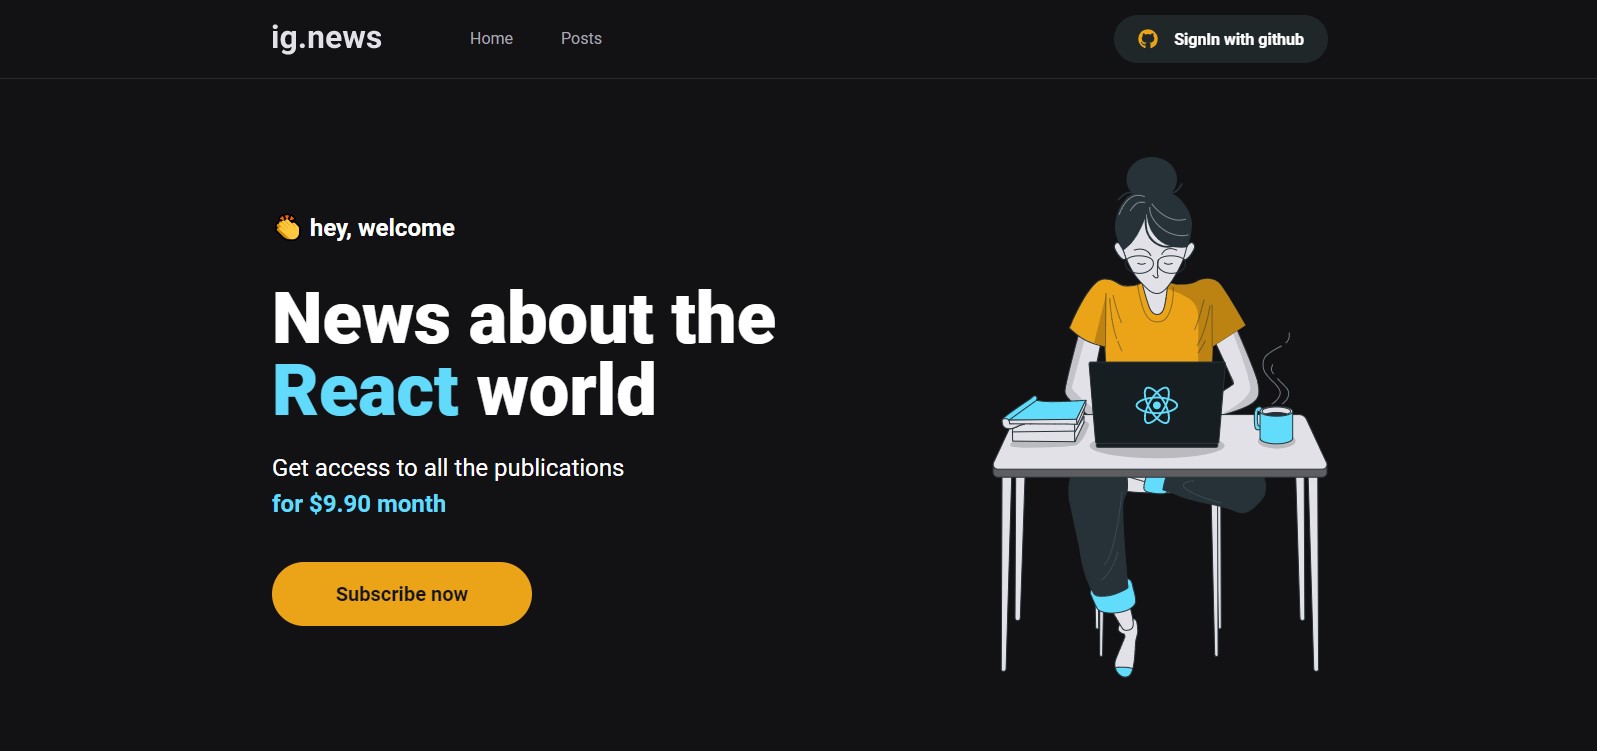 ig.news
Home
Posts
SignIn with github
👏 hey, welcome
News about the
React world
Get access to all the publications
for $9.90 month
Subscribe now